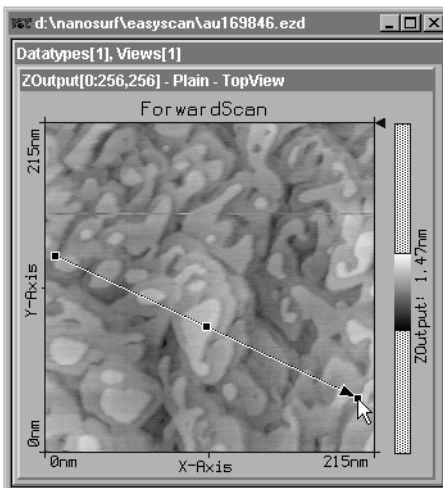 d:\nanosurf\easyscan\au169846.ezd
Datatypes[1], Views[1]
ZOutput[0:256,256] - Plain - TopView
ForwardScan
215nm
Y-Axis
0nm
0nm
X-Axis
215nm
ZOutput: 1.47nm